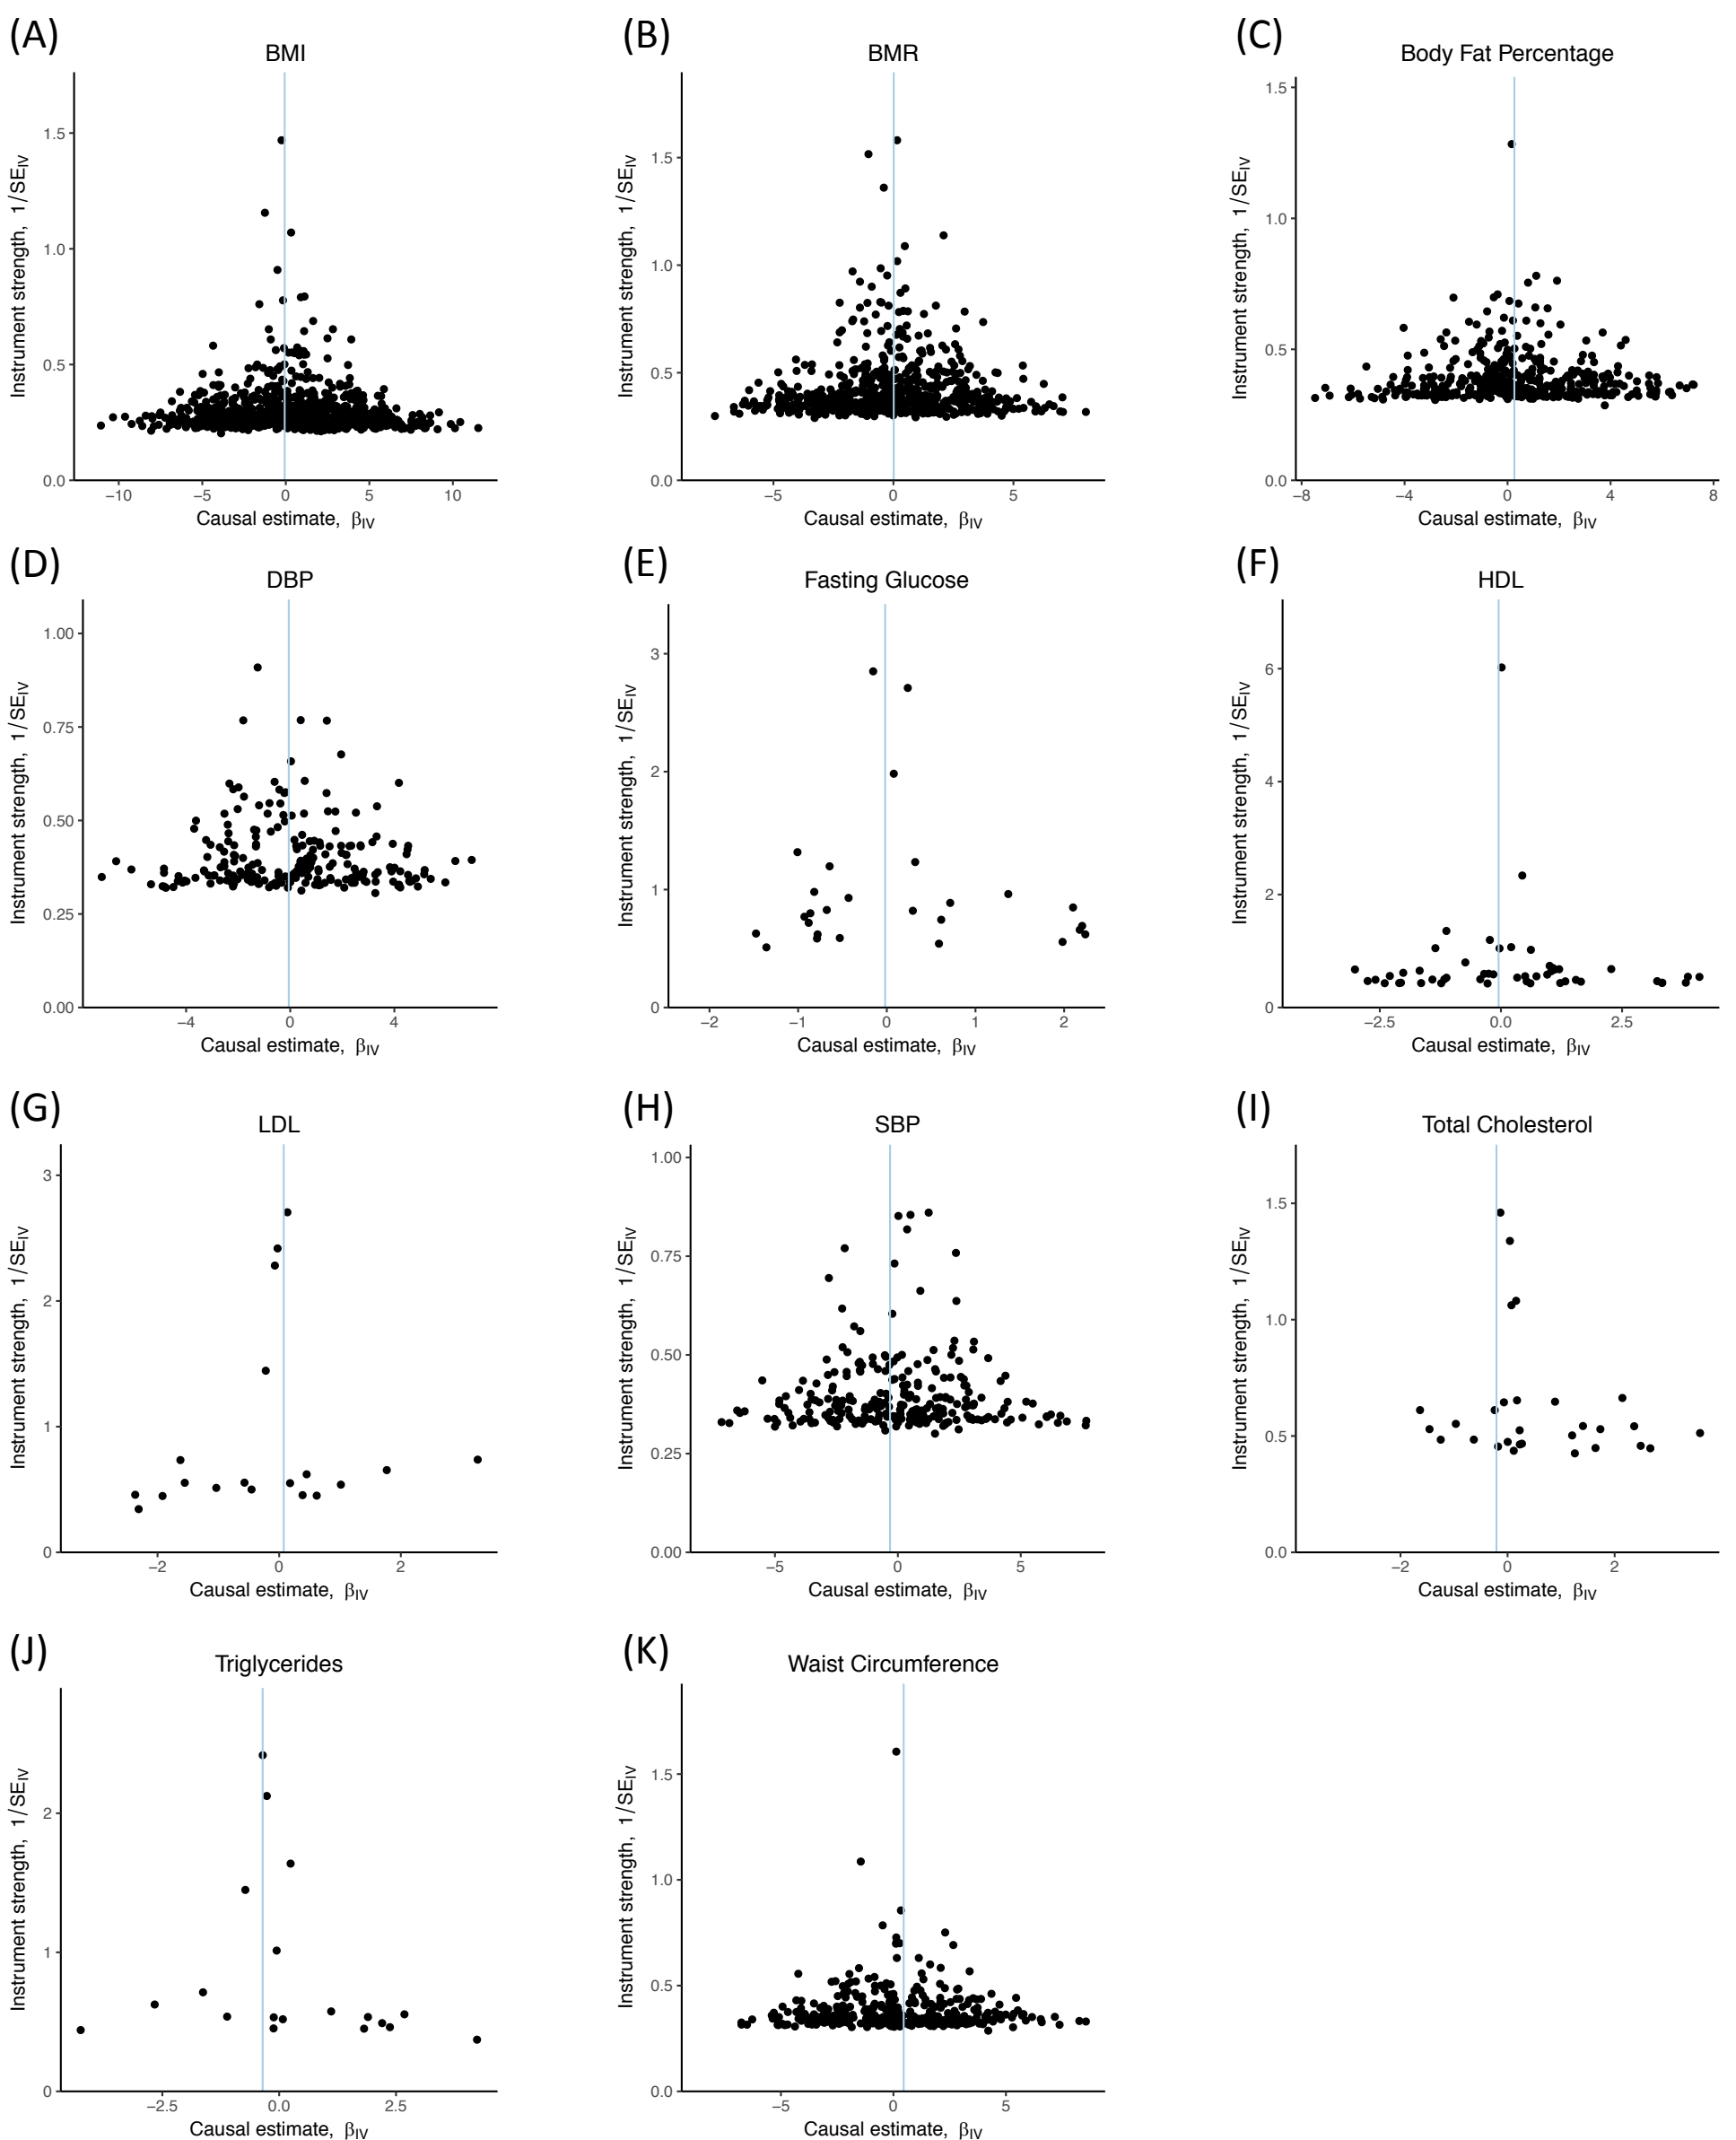 (A)
BMI
Instrument strength, 1/SE_IV
1.5
1.0
0.5
0.0
−10 −5 0 5 10
Causal estimate, β_IV
(B)
BMR
Instrument strength, 1/SE_IV
1.5
1.0
0.5
0.0
−5 0 5
Causal estimate, β_IV
(C)
Body Fat Percentage
Instrument strength, 1/SE_IV
1.5
1.0
0.5
0.0
−8 −4 0 4 8
Causal estimate, β_IV
(D)
DBP
Instrument strength, 1/SE_IV
1.00
0.75
0.50
0.25
0.00
−4 0 4
Causal estimate, β_IV
(E)
Fasting Glucose
Instrument strength, 1/SE_IV
3
2
1
0
−2 −1 0 1 2
Causal estimate, β_IV
(F)
HDL
Instrument strength, 1/SE_IV
6
4
2
0
−2.5 0.0 2.5
Causal estimate, β_IV
(G)
LDL
Instrument strength, 1/SE_IV
3
2
1
0
−2 0 2
Causal estimate, β_IV
(H)
SBP
Instrument strength, 1/SE_IV
1.00
0.75
0.50
0.25
0.00
−5 0 5
Causal estimate, β_IV
(I)
Total Cholesterol
Instrument strength, 1/SE_IV
1.5
1.0
0.5
0.0
−2 0 2
Causal estimate, β_IV
(J)
Triglycerides
Instrument strength, 1/SE_IV
2
1
0
−2.5 0.0 2.5
Causal estimate, β_IV
(K)
Waist Circumference
Instrument strength, 1/SE_IV
1.5
1.0
0.5
0.0
−5 0 5
Causal estimate, β_IV